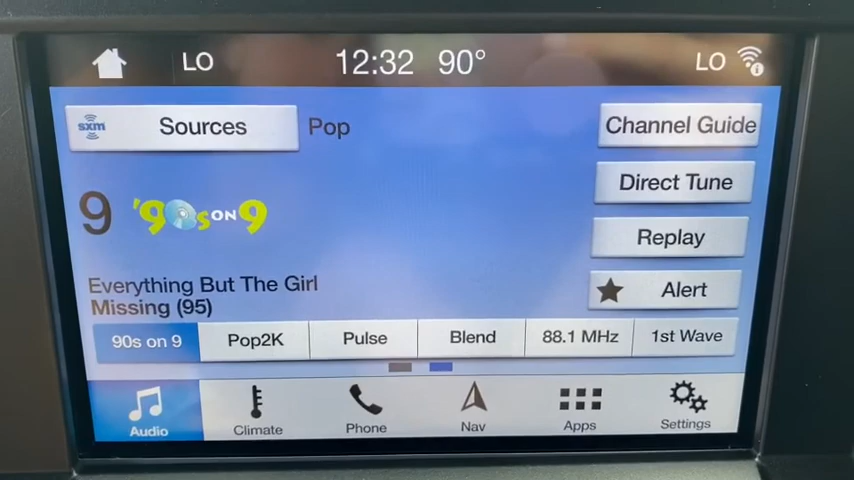 LO 12:32 90° LO
sxm Sources Pop Channel Guide
Direct Tune
9 '90s ON 9
Replay
Everything But The Girl
Alert
Missing (95)
90s on 9 Pop2K Pulse Blend 88.1 MHz 1st Wave
Audio Climate Phone Nav Apps Settings